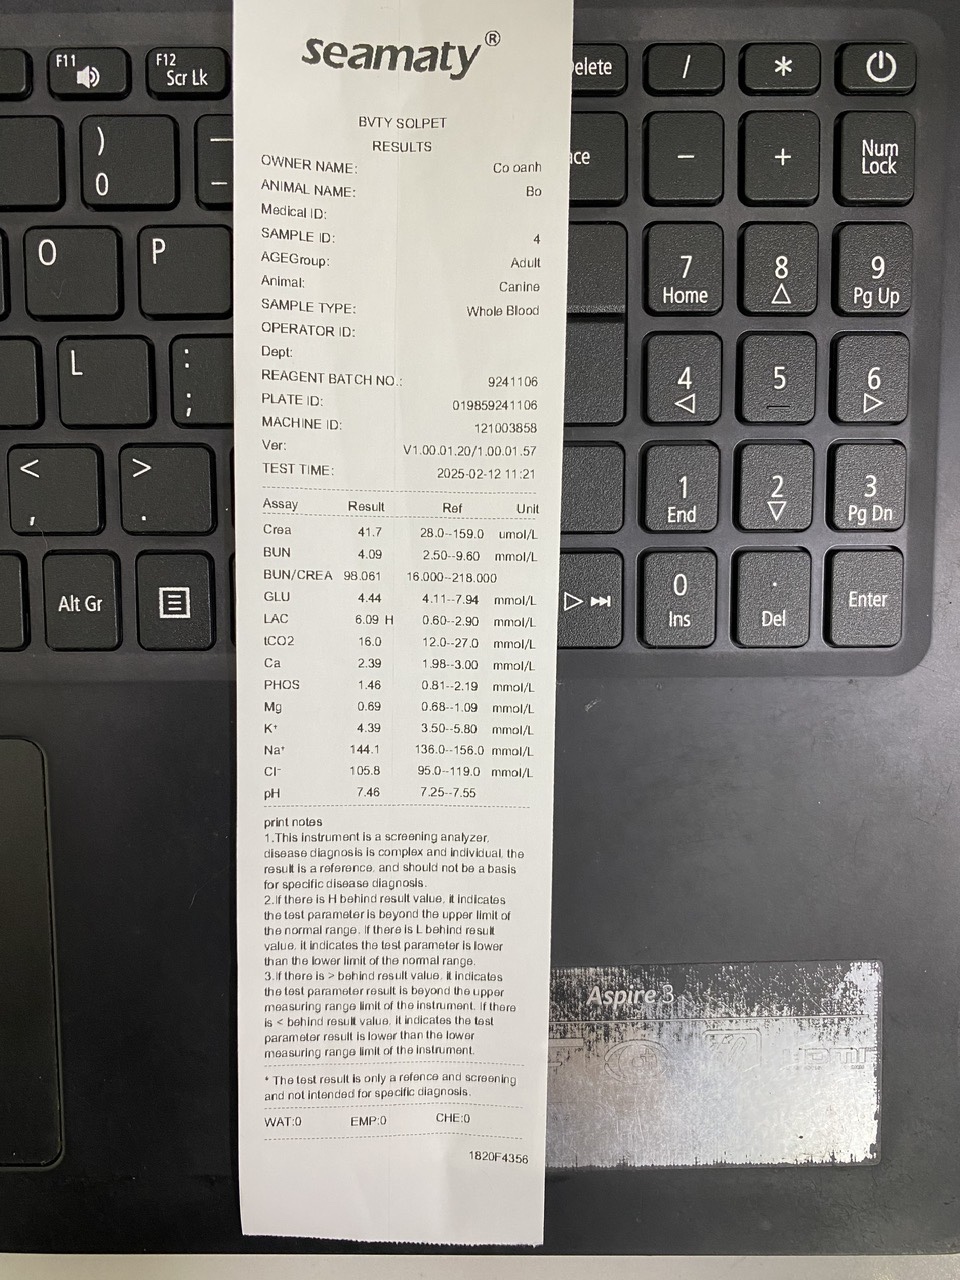 seamaty®
BVTY SOLPET
RESULTS
OWNER NAME: Co oanh
ANIMAL NAME: Bo
Medical ID:
SAMPLE ID: 4
AGEGroup: Adult
Animal: Canine
SAMPLE TYPE: Whole Blood
OPERATOR ID:
Dept:
REAGENT BATCH NO.: 9241106
PLATE ID: 019859241106
MACHINE ID: 121003858
Ver: V1.00.01.20/1.00.01.57
TEST TIME: 2025-02-12 11:21
Assay Result Ref Unit
Crea 41.7 28.0--159.0 umol/L
BUN 4.09 2.50--9.60 mmol/L
BUN/CREA 98.061 16.000--218.000
GLU 4.44 4.11--7.94 mmol/L
LAC 6.09 H 0.60--2.90 mmol/L
tCO2 16.0 12.0--27.0 mmol/L
Ca 2.39 1.98--3.00 mmol/L
PHOS 1.46 0.81--2.19 mmol/L
Mg 0.69 0.68--1.09 mmol/L
K+ 4.39 3.50--5.80 mmol/L
Na+ 144.1 136.0--156.0 mmol/L
Cl- 105.8 95.0--119.0 mmol/L
pH 7.46 7.25--7.55
print notes
1.This instrument is a screening analyzer,
disease diagnosis is complex and individual, the
result is a reference, and should not be a basis
for specific disease diagnosis.
2.If there is H behind result value, it indicates
the test parameter is beyond the upper limit of
the normal range. If there is L behind result
value, it indicates the test parameter is lower
than the lower limit of the normal range.
3.If there is > behind result value, it indicates
the test parameter result is beyond the upper
measuring range limit of the instrument. If there
is < behind result value. It indicates the test
parameter result is lower than the lower
measuring range limit of the instrument.
* The test result is only a refence and screening
and not intended for specific diagnosis.
WAT:0 EMP:0 CHE:0
1820F4356
F11
F12
Scr Lk
elete
/
*
)
0
ace
-
+
Num
Lock
O
P
7
Home
8
9
Pg Up
L
:
;
4
5
6
<
,
>
.
1
End
2
3
Pg Dn
Alt Gr
0
Ins
.
Del
Enter
Aspire 3
HDMI